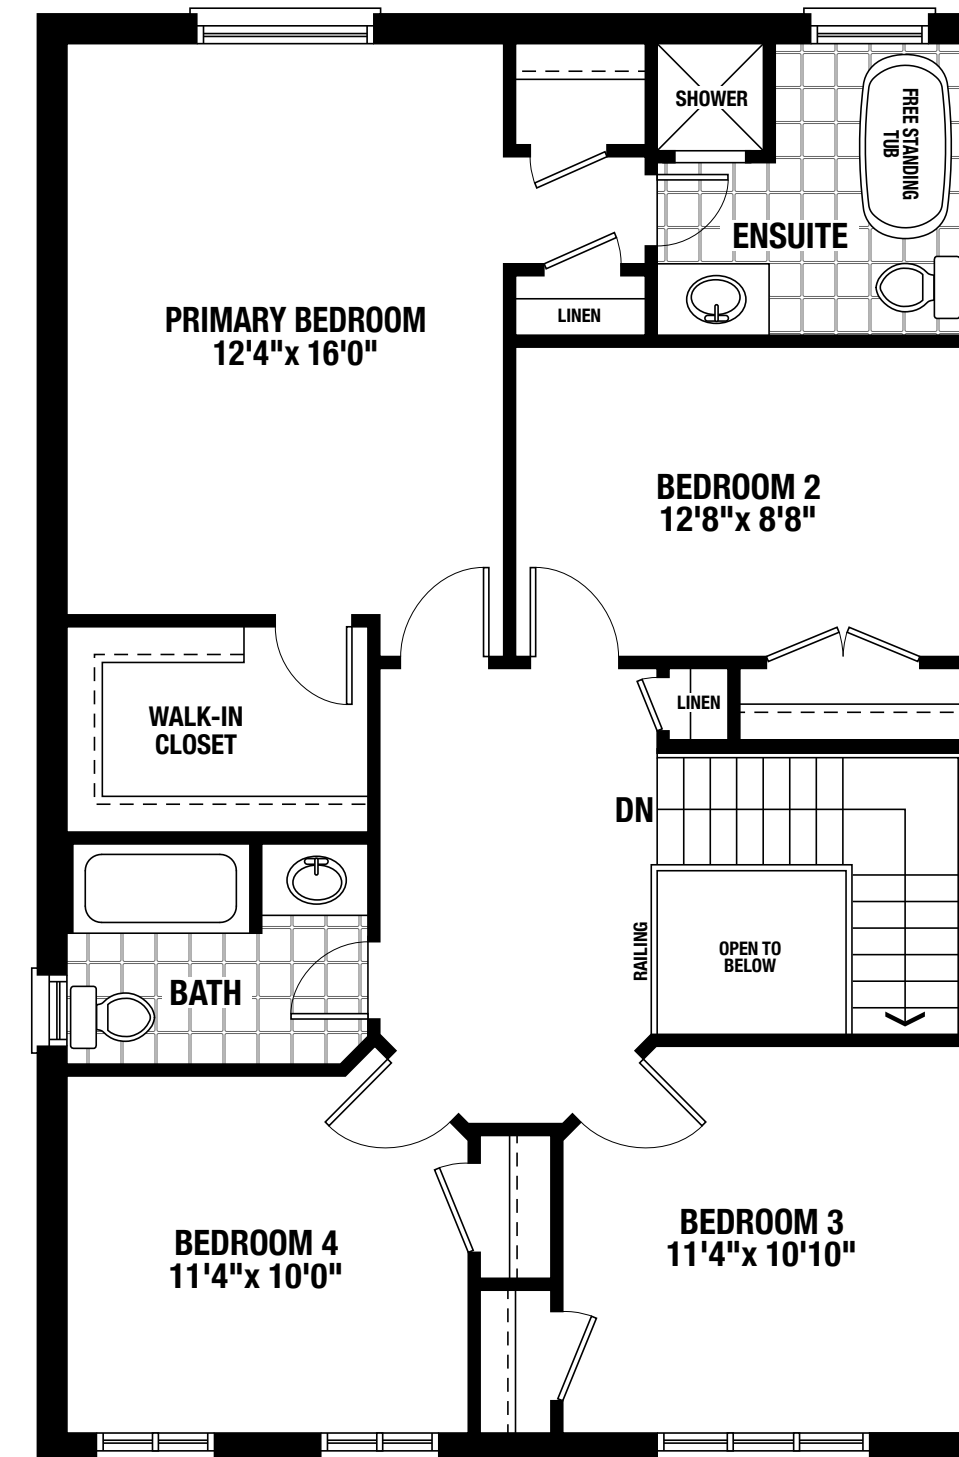 SHOWER
FREE STANDING
TUB
ENSUITE
PRIMARY BEDROOM
12'4"x 16'0"
LINEN
BEDROOM 2
12'8"x 8'8"
WALK-IN
CLOSET
LINEN
DN
RAILING
OPEN TO
BELOW
BATH
BEDROOM 4
11'4"x 10'0"
BEDROOM 3
11'4"x 10'10"